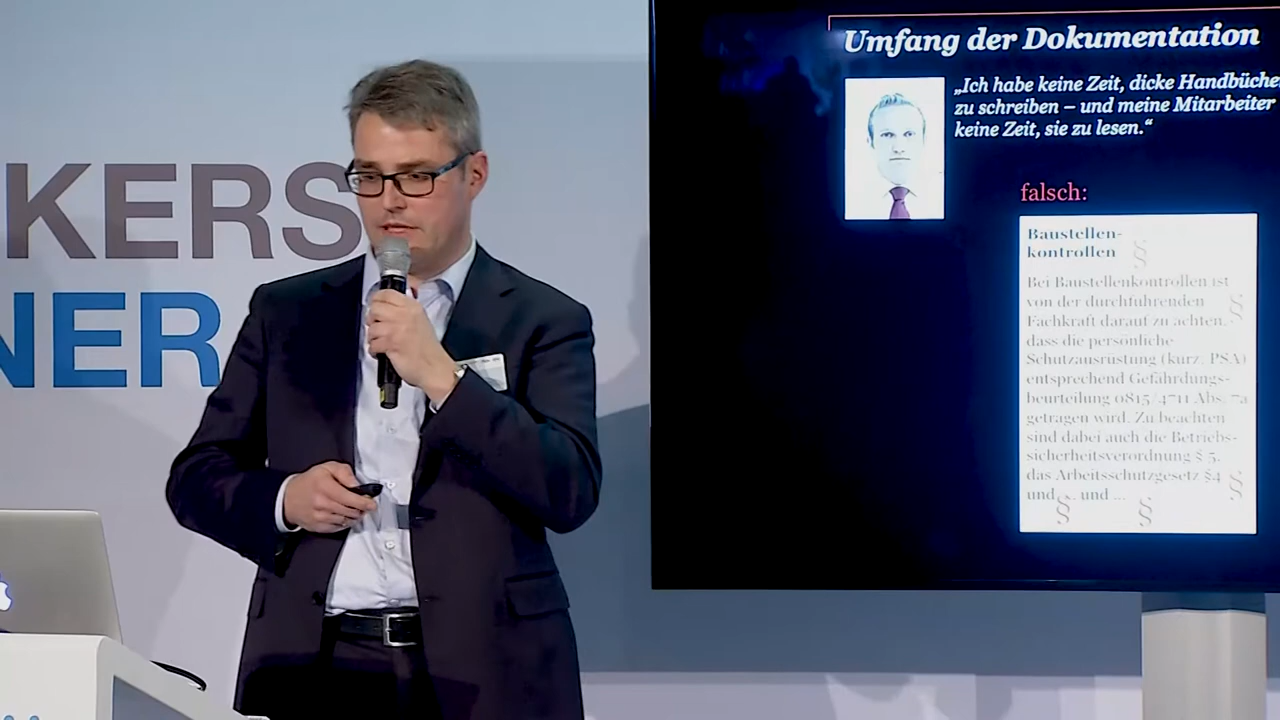 KERS
NER
Umfang der Dokumentation
„Ich habe keine Zeit, dicke Handbüche
zu schreiben – und meine Mitarbeiter
keine Zeit, sie zu lesen.“
falsch:
Baustellen-
kontrollen §
Bei Baustellenkontrollen ist
von der durchführenden §
Fachkraft darauf zu achten,
dass die persönliche
Schutzausrüstung (kurz, PSA)
entsprechend Gefährdungs-
beurteilung 0815/4711 Abs. 7a
getragen wird. Zu beachten
sind dabei auch die Betriebs-
sicherheitsverordnung § 5,
das Arbeitsschutzgesetz §4 §
und ... und ...
§ §